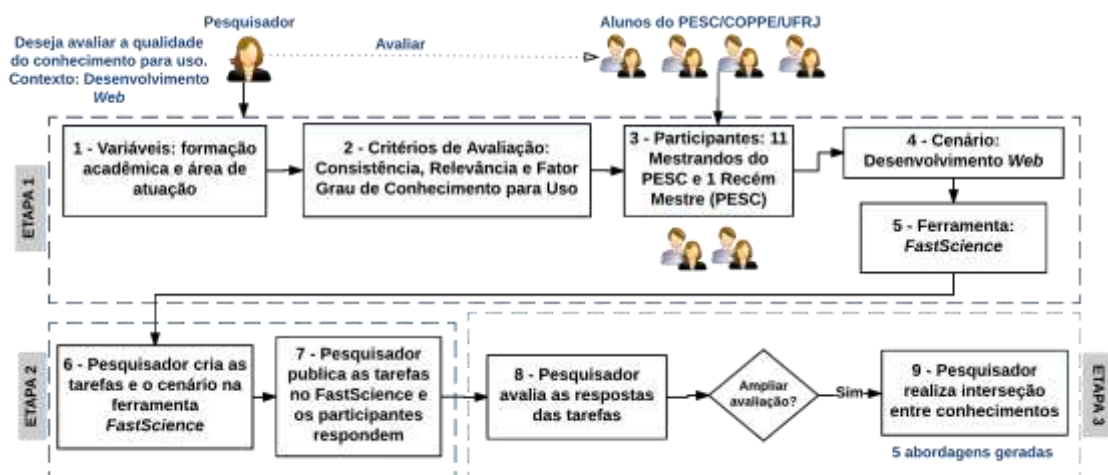 Pesquisador
Deseja avaliar a qualidade
do conhecimento para uso.
Contexto: Desenvolvimento
Web
Avaliar
Alunos do PESC/COPPE/UFRJ
ETAPA 1
1 - Variáveis: formação
acadêmica e área de
atuação
2 - Critérios de Avaliação:
Consistência, Relevância e Fator
Grau de Conhecimento para Uso
3 - Participantes: 11
Mestrandos do
PESC e 1 Recém
Mestre (PESC)
4 - Cenário:
Desenvolvimento Web
5 - Ferramenta:
FastScience
ETAPA 2
6 - Pesquisador cria as
tarefas e o cenário na
ferramenta
FastScience
7 - Pesquisador
publica as tarefas
no FastScience e
os participantes
respondem
8 - Pesquisador
avalia as respostas
das tarefas
Ampliar
avaliação?
Sim
9 - Pesquisador
realiza interseção
entre conhecimentos
5 abordagens geradas
ETAPA 3